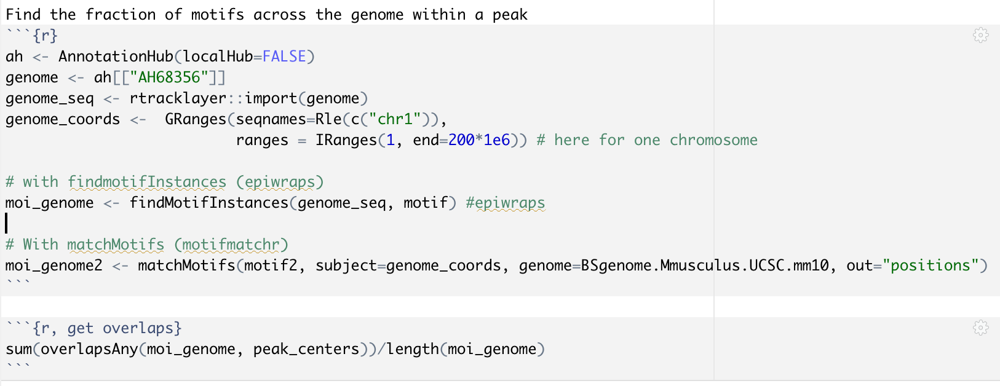 Find the fraction of motifs across the genome within a peak
```{r}
ah <- AnnotationHub(localHub=FALSE)
genome <- ah[["AH68356"]]
genome_seq <- rtracklayer::import(genome)
genome_coords <-  GRanges(seqnames=Rle(c("chr1")),
                          ranges = IRanges(1, end=200*1e6)) # here for one chromosome
# with findmotifInstances (epiwraps)
moi_genome <- findMotifInstances(genome_seq, motif) #epiwraps
# With matchMotifs (motifmatchr)
moi_genome2 <- matchMotifs(motif2, subject=genome_coords, genome=BSgenome.Mmusculus.UCSC.mm10, out="positions")
```
```{r, get overlaps}
sum(overlapsAny(moi_genome, peak_centers))/length(moi_genome)
```